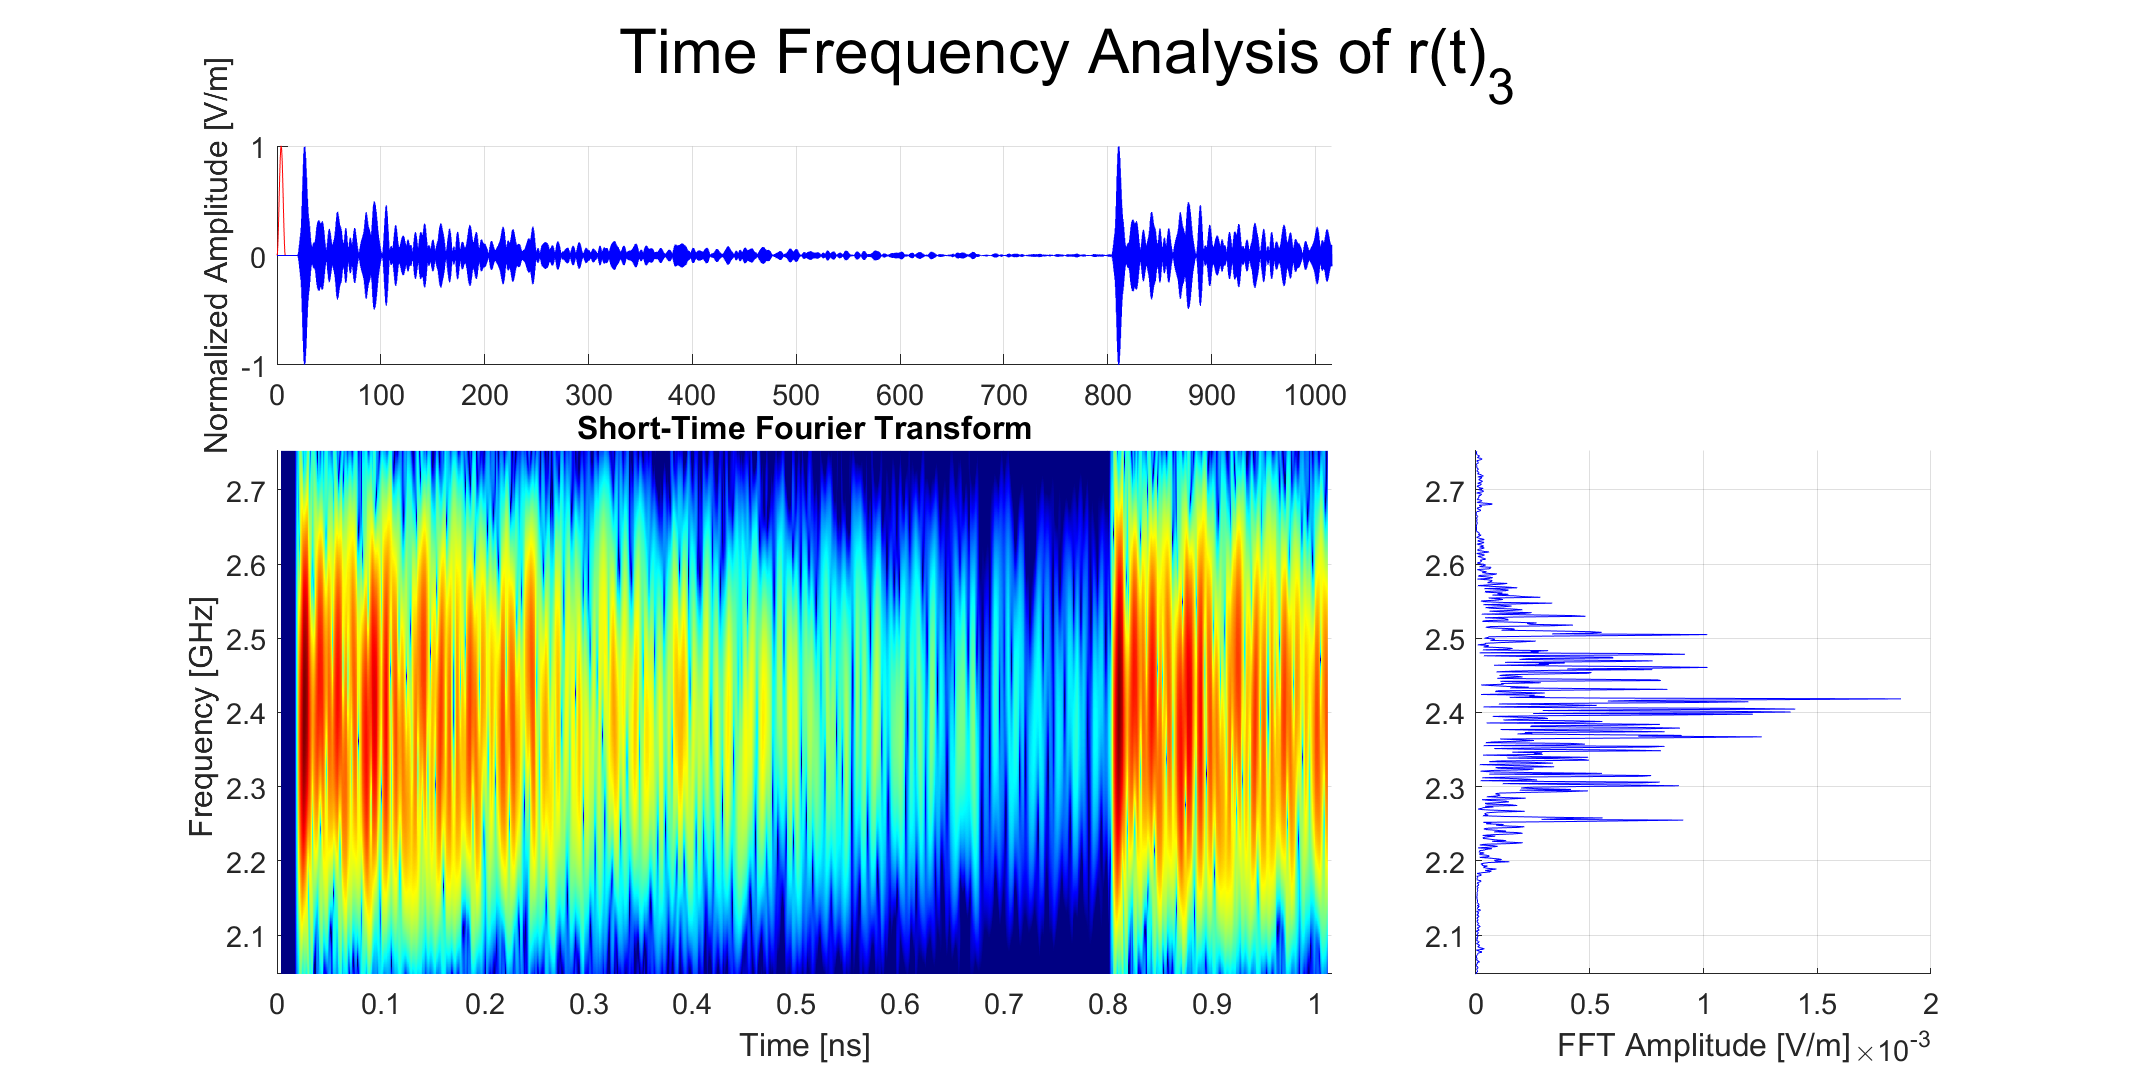 Time Frequency Analysis of r(t)3
Normalized Amplitude [V/m]
1
0
-1
0 100 200 300 400 500 600 700 800 900 1000
Short-Time Fourier Transform
Frequency [GHz]
2.7
2.6
2.5
2.4
2.3
2.2
2.1
0 0.1 0.2 0.3 0.4 0.5 0.6 0.7 0.8 0.9 1
Time [ns]
2.7
2.6
2.5
2.4
2.3
2.2
2.1
0 0.5 1 1.5 2
FFT Amplitude [V/m] ×10-3